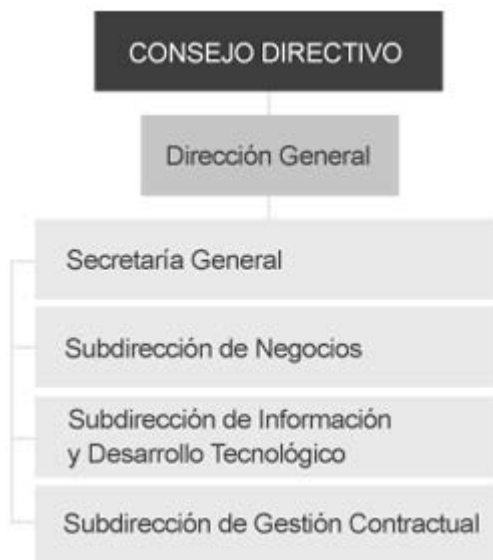 CONSEJO DIRECTIVO
Dirección General
Secretaría General
Subdirección de Negocios
Subdirección de Información
y Desarrollo Tecnológico
Subdirección de Gestión Contractual